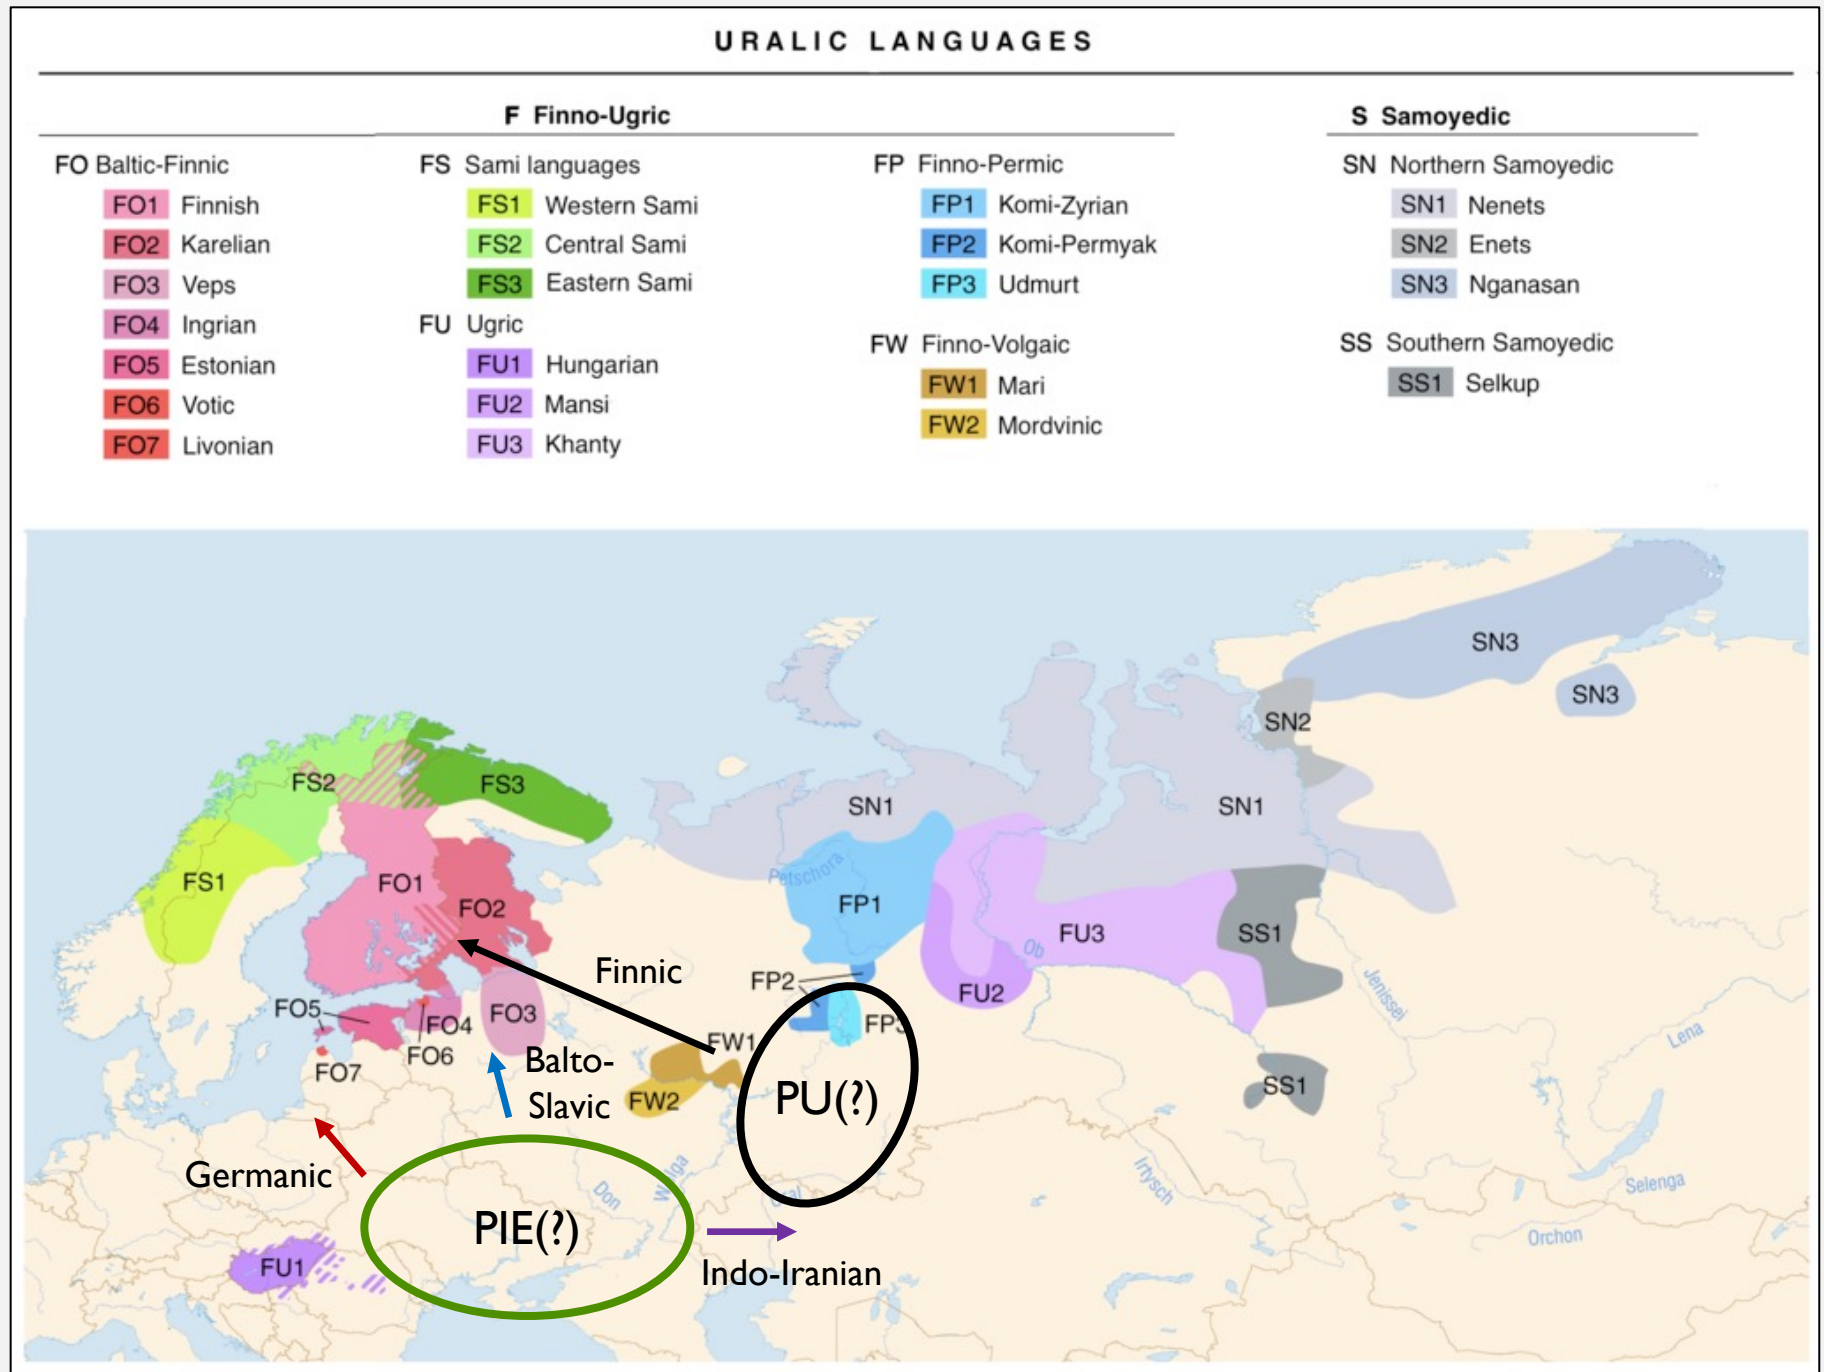 URALIC LANGUAGES
F Finno-Ugric
S Samoyedic
FO Baltic-Finnic
FO1 Finnish
FO2 Karelian
FO3 Veps
FO4 Ingrian
FO5 Estonian
FO6 Votic
FO7 Livonian
FS Sami languages
FS1 Western Sami
FS2 Central Sami
FS3 Eastern Sami
FU Ugric
FU1 Hungarian
FU2 Mansi
FU3 Khanty
FP Finno-Permic
FP1 Komi-Zyrian
FP2 Komi-Permyak
FP3 Udmurt
FW Finno-Volgaic
FW1 Mari
FW2 Mordvinic
SN Northern Samoyedic
SN1 Nenets
SN2 Enets
SN3 Nganasan
SS Southern Samoyedic
SS1 Selkup
SN3
SN3
SN2
FS2
FS3
SN1
SN1
Petschora
FS1
FO1
FO2
FP1
FU3
SS1
Ob
Finnic
FP2
FU2
Jenissei
FO5
FO4
FO3
FP3
Lena
FO6
FW1
FO7
Balto-
Slavic
FW2
PU(?)
SS1
Germanic
Don
Wolga
Ural
Irtysch
Selenga
PIE(?)
Orchon
FU1
Indo-Iranian